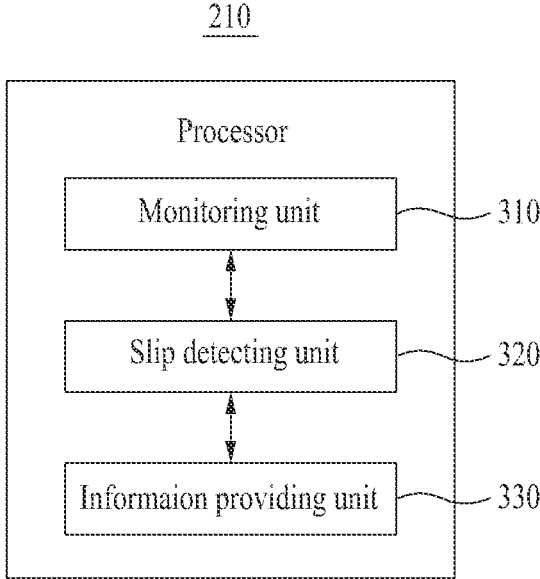 210
Processor
Monitoring unit
310
Slip detecting unit
320
Informaion providing unit
330